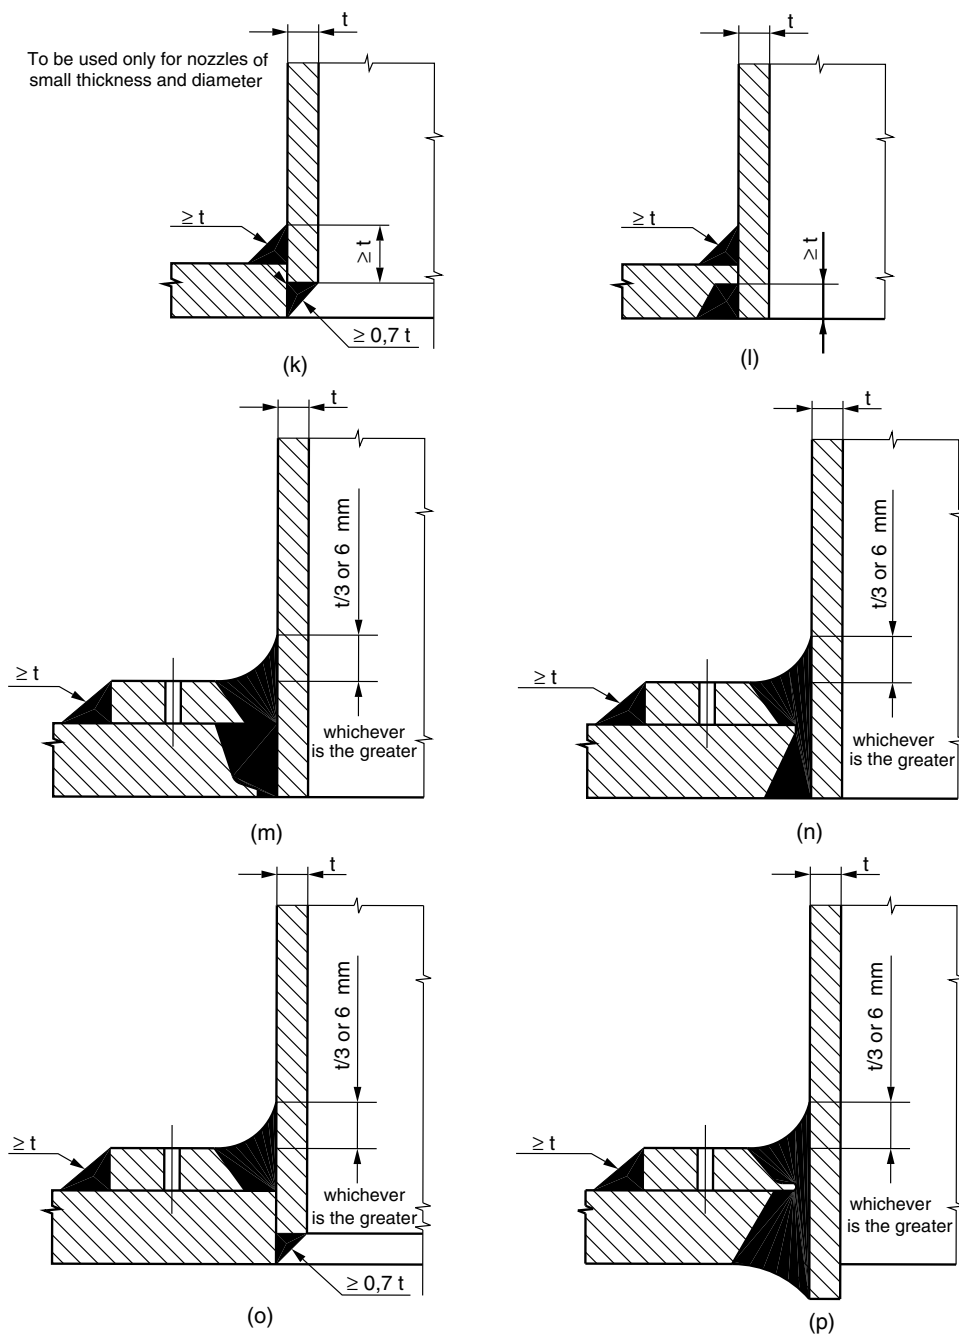 t
To be used only for nozzles of
small thickness and diameter
≥ t
≥ t
≥ 0,7 t
(k)
t
≥ t
≥ t
(l)
t
t/3 or 6 mm
≥ t
whichever
is the greater
(m)
t
t/3 or 6 mm
≥ t
whichever
is the greater
(n)
t
t/3 or 6 mm
≥ t
whichever
is the greater
≥ 0,7 t
(o)
t
t/3 or 6 mm
≥ t
whichever
is the greater
(p)